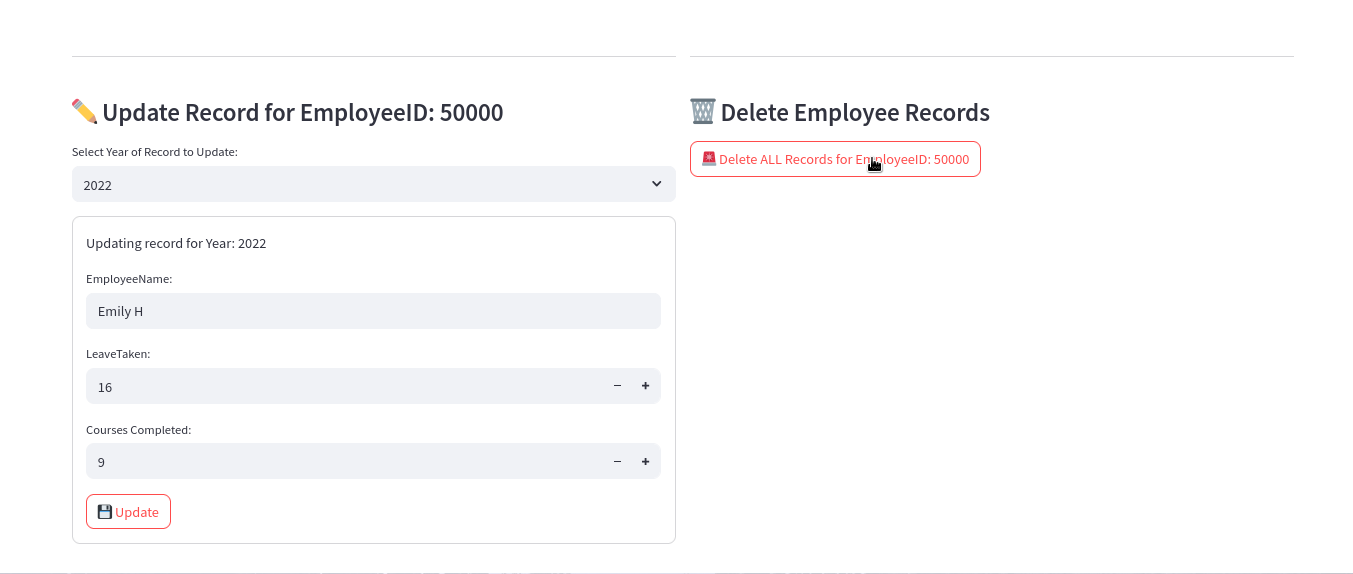 ✏️ Update Record for EmployeeID: 50000
Select Year of Record to Update:
2022
Updating record for Year: 2022
EmployeeName:
Emily H
LeaveTaken:
16
Courses Completed:
9
💾 Update
🗑️ Delete Employee Records
🚨 Delete ALL Records for EmployeeID: 50000